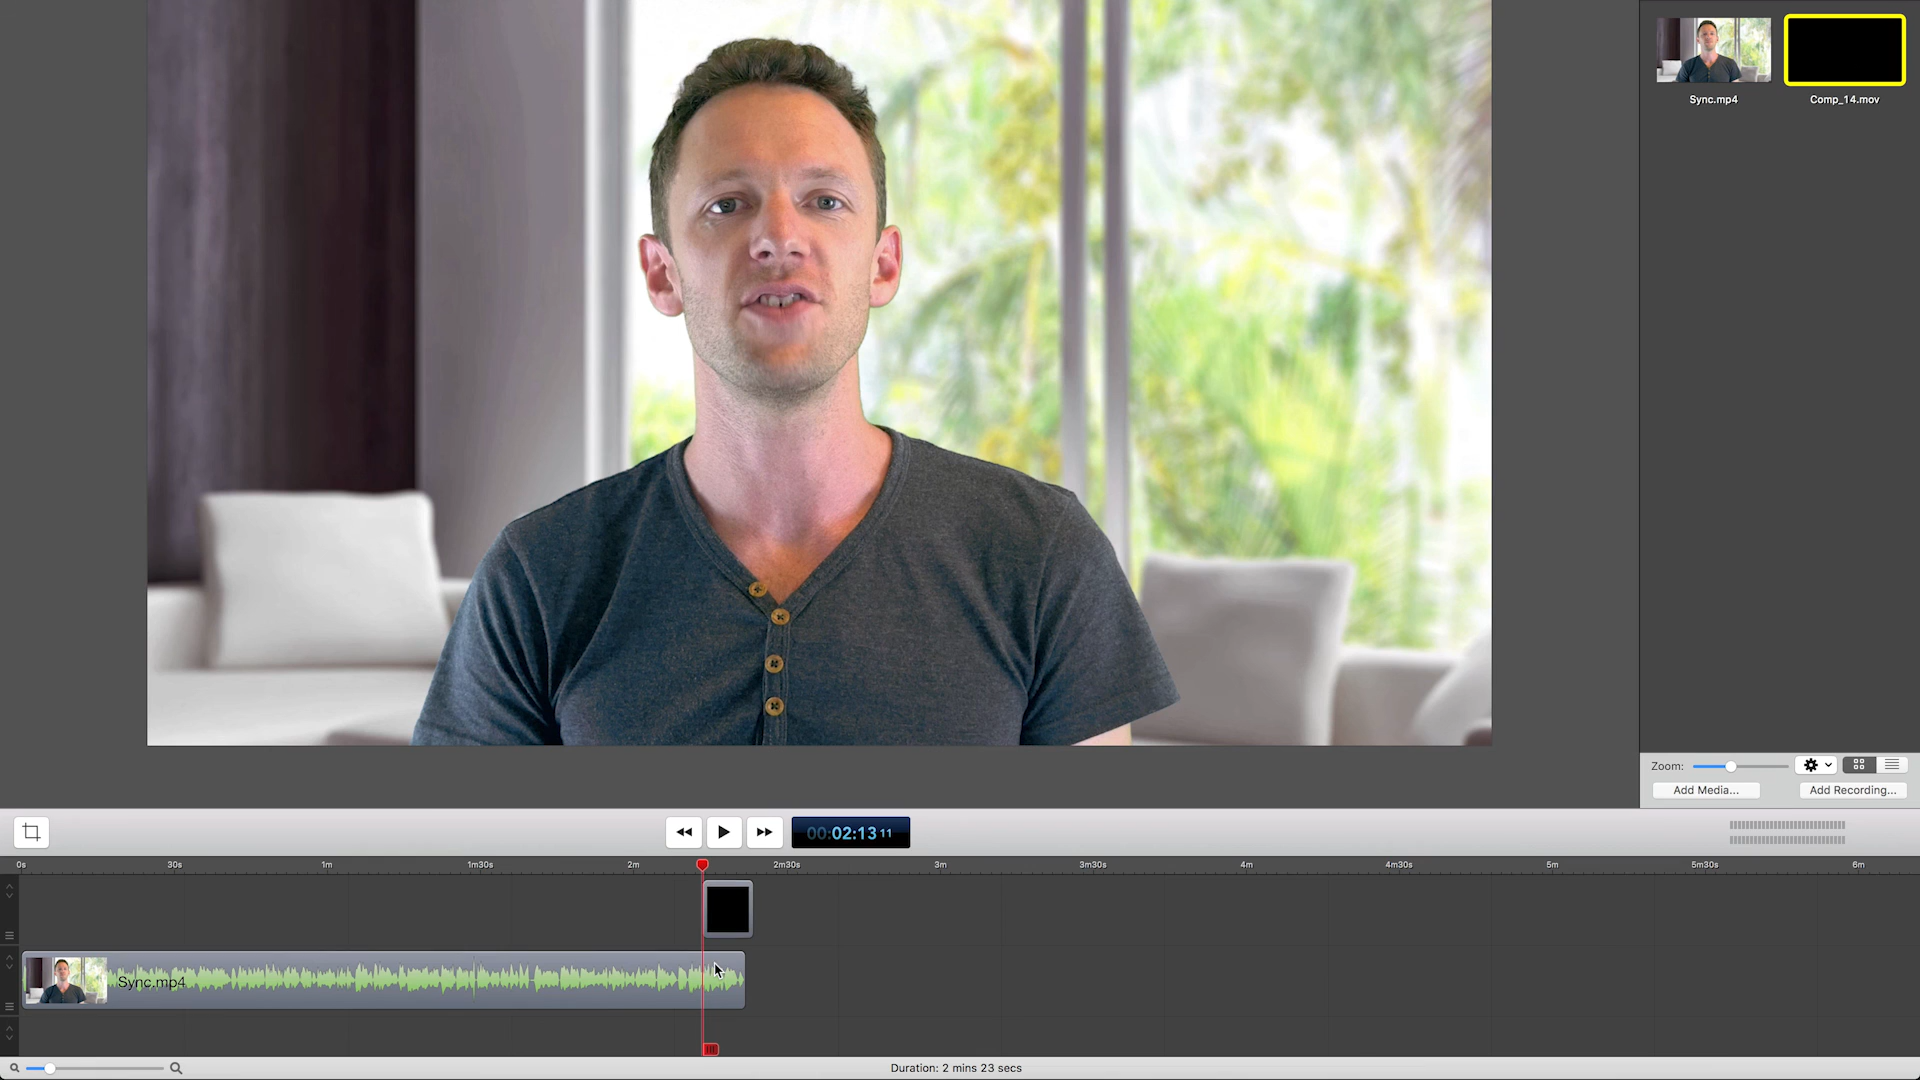 Sync.mp4
Comp_14.mov
Zoom:
Add Media...
Add Recording...
00:02:13 11
0s
30s
1m
1m30s
2m
2m30s
3m
3m30s
4m
4m30s
5m
5m30s
6m
Sync.mp4
Duration: 2 mins 23 secs